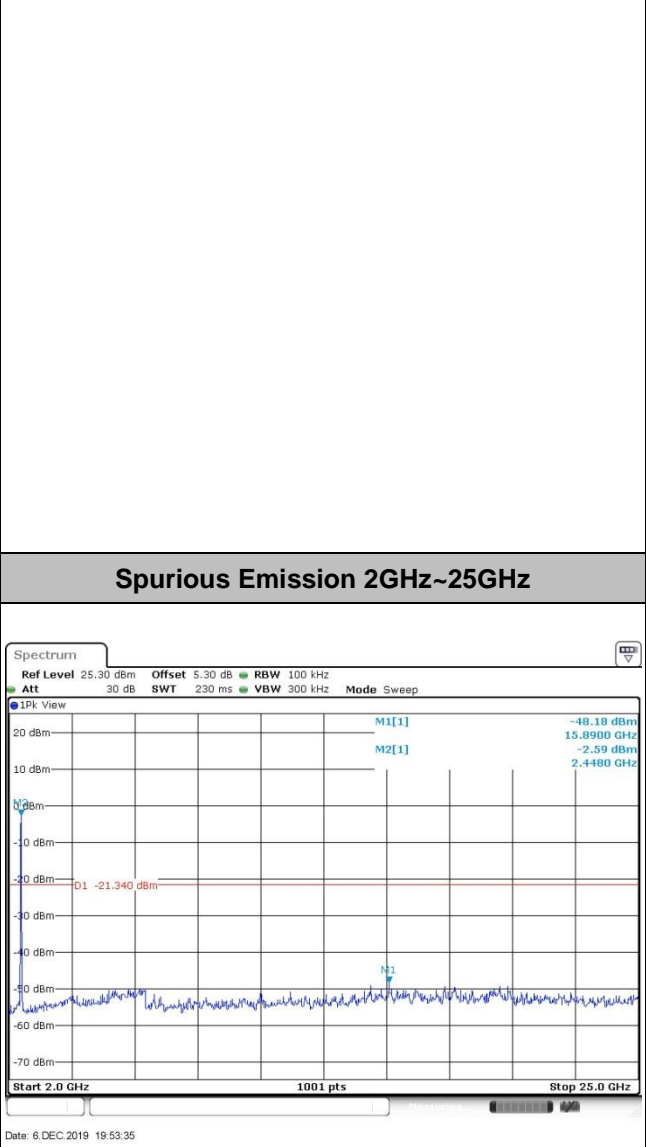 Spurious Emission 2GHz~25GHz
Spectrum
Ref Level 25.30 dBm Offset 5.30 dB RBW 100 kHz
Att 30 dB SWT 230 ms VBW 300 kHz Mode Sweep
1Pk View
M1[1] -48.18 dBm
15.8900 GHz
20 dBm
M2[1] -2.59 dBm
2.4480 GHz
10 dBm
M2
0 dBm
-10 dBm
-20 dBm
D1 -21.340 dBm
-30 dBm
-40 dBm
M1
-50 dBm
-60 dBm
-70 dBm
Start 2.0 GHz 1001 pts Stop 25.0 GHz
Date: 6.DEC.2019 19:53:35